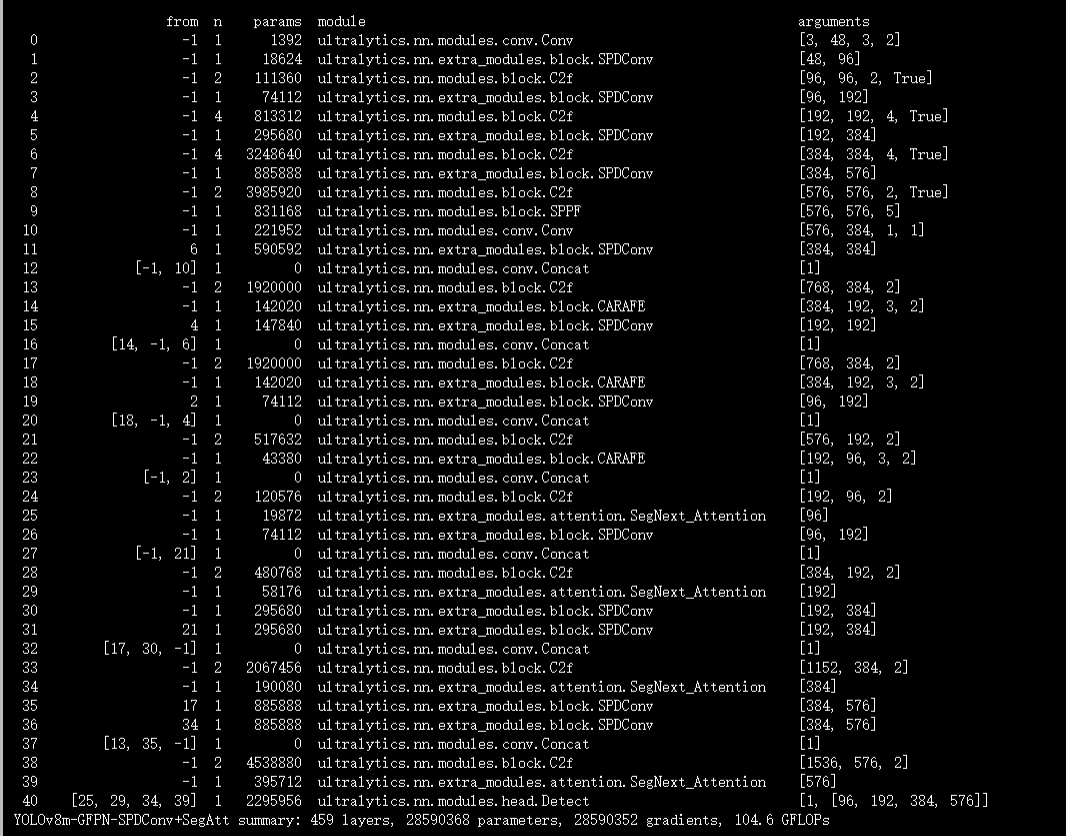 from n params module arguments
0 -1 1 1392 ultralytics.nn.modules.conv.Conv [3, 48, 3, 2]
1 -1 1 18624 ultralytics.nn.extra_modules.block.SPDConv [48, 96]
2 -1 2 111360 ultralytics.nn.modules.block.C2f [96, 96, 2, True]
3 -1 1 74112 ultralytics.nn.extra_modules.block.SPDConv [96, 192]
4 -1 4 813312 ultralytics.nn.modules.block.C2f [192, 192, 4, True]
5 -1 1 295680 ultralytics.nn.extra_modules.block.SPDConv [192, 384]
6 -1 4 3248640 ultralytics.nn.modules.block.C2f [384, 384, 4, True]
7 -1 1 885888 ultralytics.nn.extra_modules.block.SPDConv [384, 576]
8 -1 2 3985920 ultralytics.nn.modules.block.C2f [576, 576, 2, True]
9 -1 1 831168 ultralytics.nn.modules.block.SPPF [576, 576, 5]
10 -1 1 221952 ultralytics.nn.modules.conv.Conv [576, 384, 1, 1]
11 6 1 590592 ultralytics.nn.extra_modules.block.SPDConv [384, 384]
12 [-1, 10] 1 0 ultralytics.nn.modules.conv.Concat [1]
13 -1 2 1920000 ultralytics.nn.modules.block.C2f [768, 384, 2]
14 -1 1 142020 ultralytics.nn.extra_modules.block.CARAFE [384, 192, 3, 2]
15 4 1 147840 ultralytics.nn.extra_modules.block.SPDConv [192, 192]
16 [14, -1, 6] 1 0 ultralytics.nn.modules.conv.Concat [1]
17 -1 2 1920000 ultralytics.nn.modules.block.C2f [768, 384, 2]
18 -1 1 142020 ultralytics.nn.extra_modules.block.CARAFE [384, 192, 3, 2]
19 2 1 74112 ultralytics.nn.extra_modules.block.SPDConv [96, 192]
20 [18, -1, 4] 1 0 ultralytics.nn.modules.conv.Concat [1]
21 -1 2 517632 ultralytics.nn.modules.block.C2f [576, 192, 2]
22 -1 1 43380 ultralytics.nn.extra_modules.block.CARAFE [192, 96, 3, 2]
23 [-1, 2] 1 0 ultralytics.nn.modules.conv.Concat [1]
24 -1 2 120576 ultralytics.nn.modules.block.C2f [192, 96, 2]
25 -1 1 19872 ultralytics.nn.extra_modules.attention.SegNext_Attention [96]
26 -1 1 74112 ultralytics.nn.extra_modules.block.SPDConv [96, 192]
27 [-1, 21] 1 0 ultralytics.nn.modules.conv.Concat [1]
28 -1 2 480768 ultralytics.nn.modules.block.C2f [384, 192, 2]
29 -1 1 58176 ultralytics.nn.extra_modules.attention.SegNext_Attention [192]
30 -1 1 295680 ultralytics.nn.extra_modules.block.SPDConv [192, 384]
31 21 1 295680 ultralytics.nn.extra_modules.block.SPDConv [192, 384]
32 [17, 30, -1] 1 0 ultralytics.nn.modules.conv.Concat [1]
33 -1 2 2067456 ultralytics.nn.modules.block.C2f [1152, 384, 2]
34 -1 1 190080 ultralytics.nn.extra_modules.attention.SegNext_Attention [384]
35 17 1 885888 ultralytics.nn.extra_modules.block.SPDConv [384, 576]
36 34 1 885888 ultralytics.nn.extra_modules.block.SPDConv [384, 576]
37 [13, 35, -1] 1 0 ultralytics.nn.modules.conv.Concat [1]
38 -1 2 4538880 ultralytics.nn.modules.block.C2f [1536, 576, 2]
39 -1 1 395712 ultralytics.nn.extra_modules.attention.SegNext_Attention [576]
40 [25, 29, 34, 39] 1 2295956 ultralytics.nn.modules.head.Detect [1, [96, 192, 384, 576]]
YOLOv8m-GFPN-SPDConv+SegAtt summary: 459 layers, 28590368 parameters, 28590352 gradients, 104.6 GFLOPs